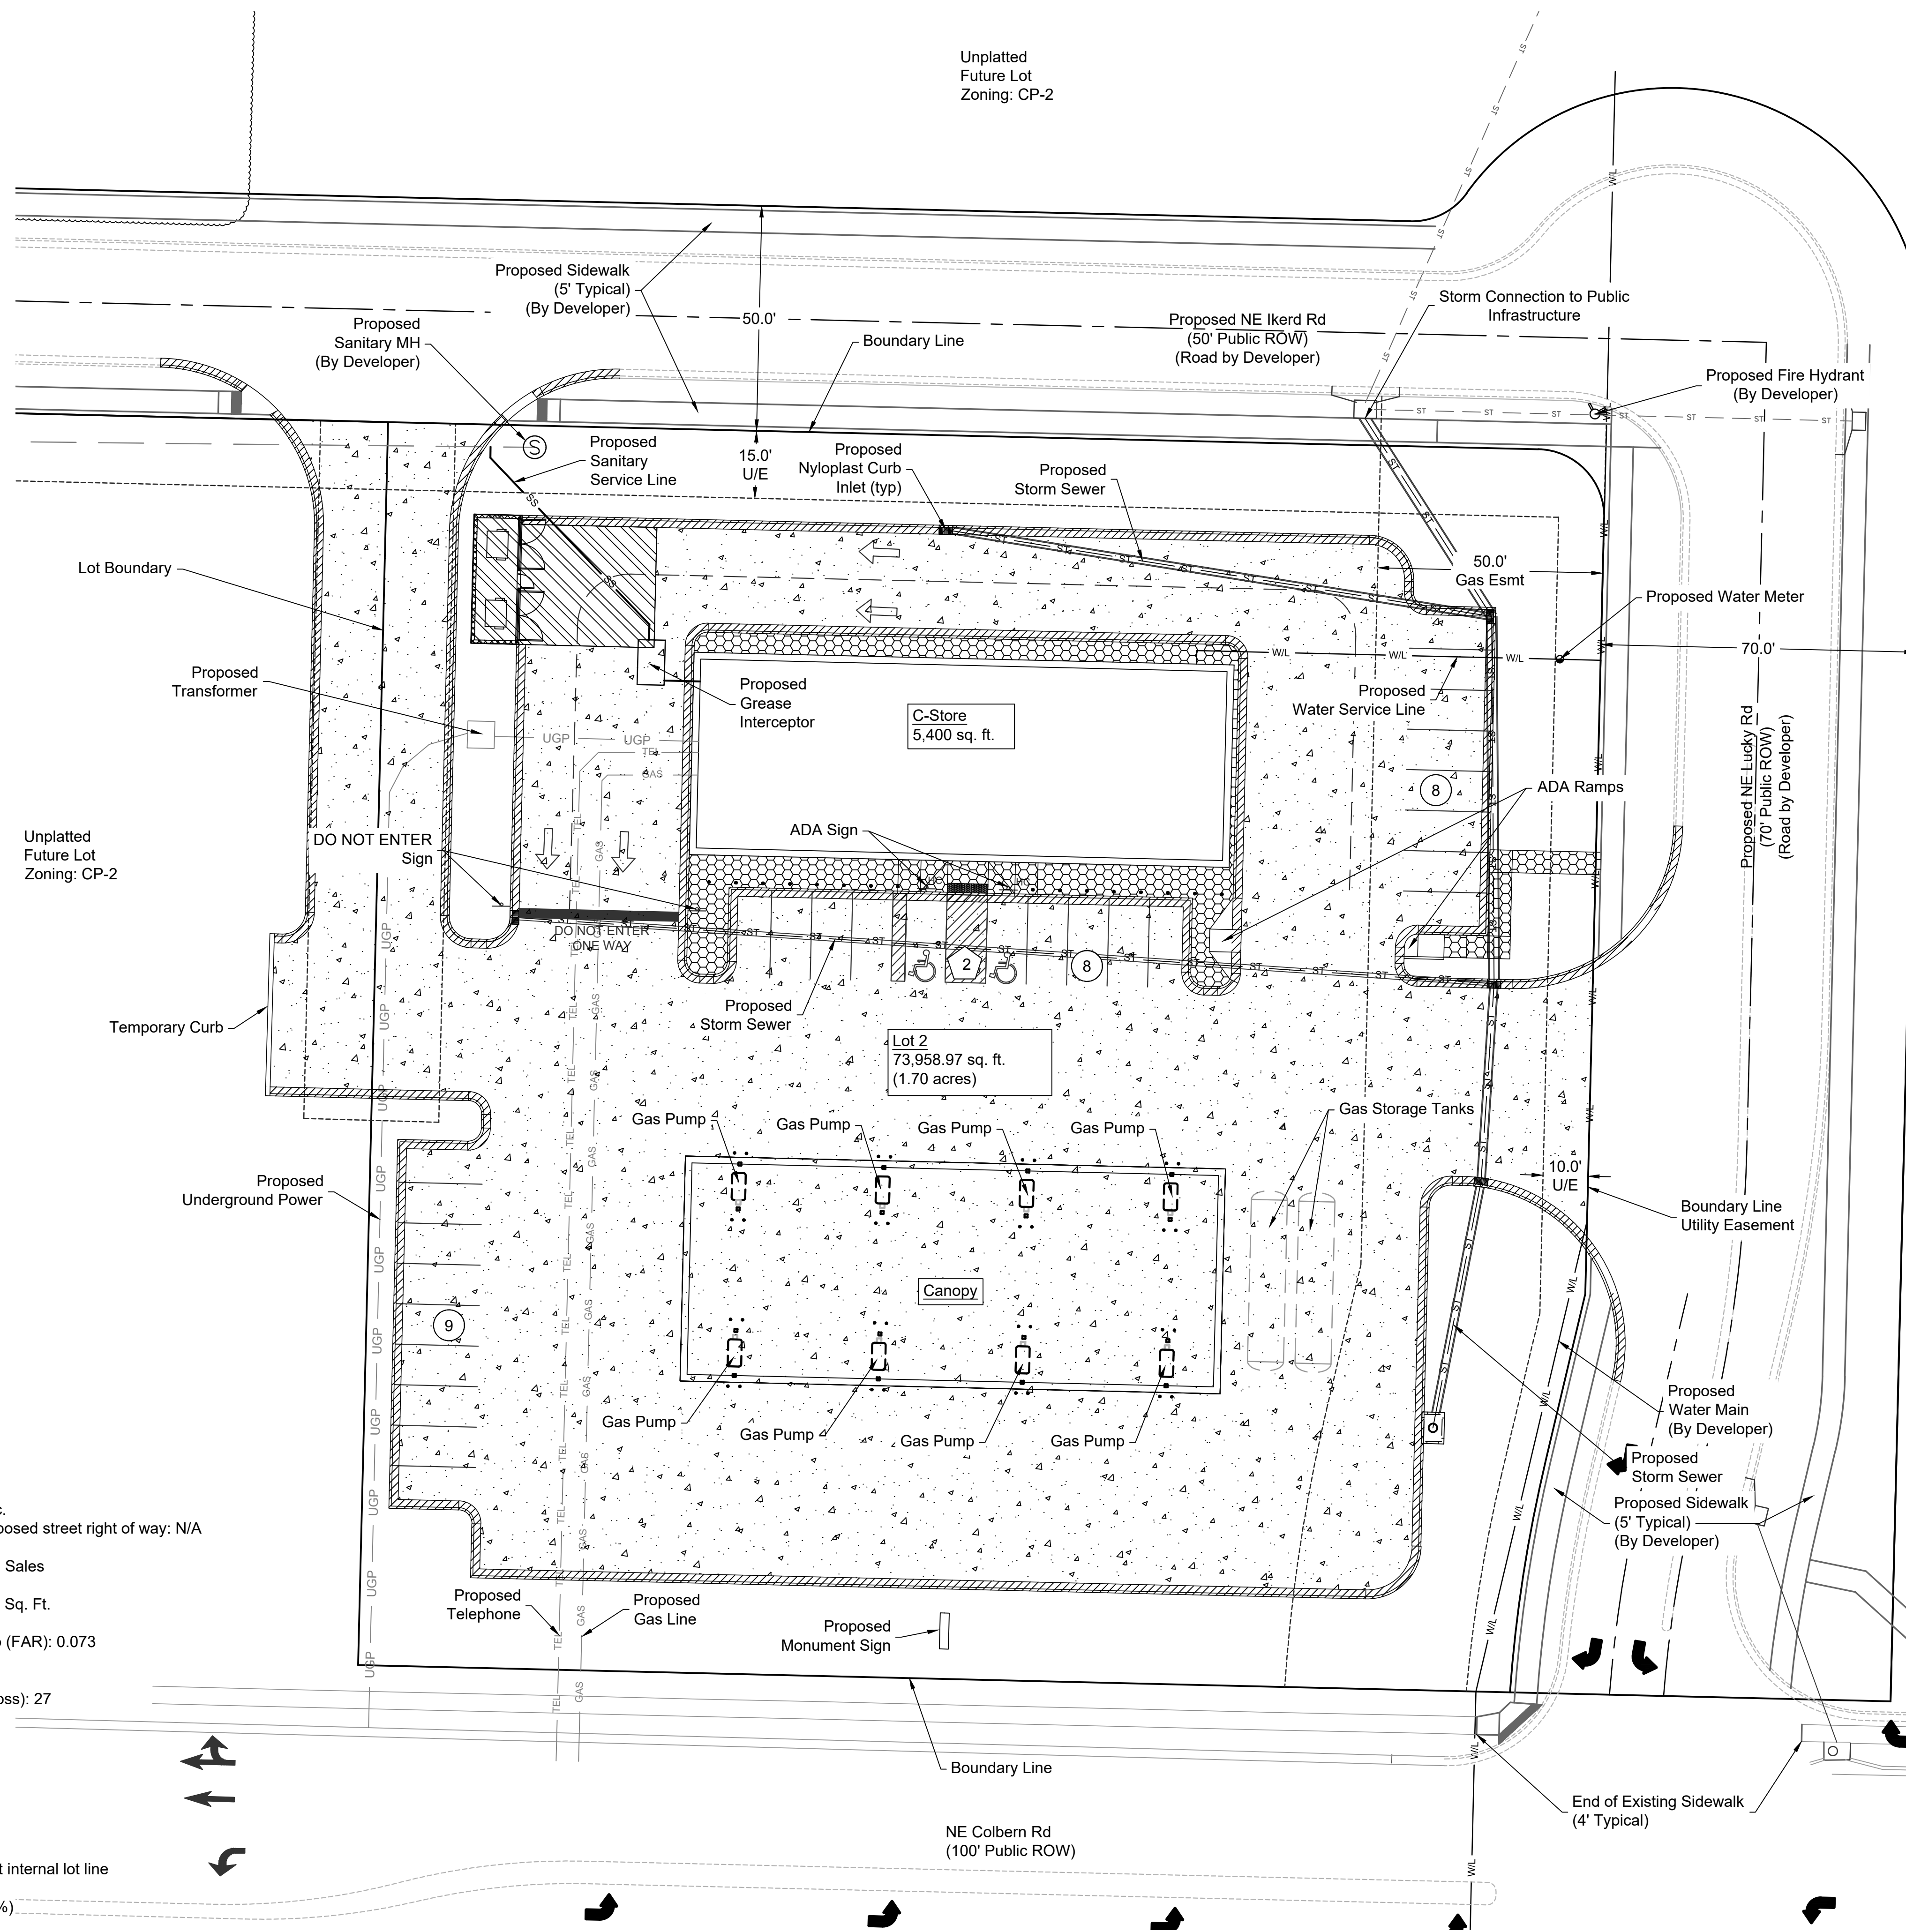 Unplatted
Future Lot
Zoning: CP-2
Proposed Sidewalk
(5' Typical)
(By Developer)
50.0'
Proposed
Sanitary MH
(By Developer)
Boundary Line
Proposed NE Ikerd Rd
(50' Public ROW)
(Road by Developer)
Storm Connection to Public
Infrastructure
Proposed Fire Hydrant
(By Developer)
S
Proposed
Sanitary
Service Line
15.0'
U/E
Proposed
Nyloplast Curb
Inlet (typ)
Proposed
Storm Sewer
50.0'
Gas Esmt
Lot Boundary
Proposed Water Meter
70.0'
Proposed
Transformer
Proposed
Grease
Interceptor
C-Store
5,400 sq. ft.
Proposed
Water Service Line
Proposed NE Lucky Rd
(70' Public ROW)
(Road by Developer)
8
ADA Ramps
Unplatted
Future Lot
Zoning: CP-2
DO NOT ENTER
Sign
ADA Sign
DO NOT ENTER
ONE WAY
2
8
Proposed
Storm Sewer
Temporary Curb
Lot 2
73,958.97 sq. ft.
(1.70 acres)
Gas Pump
Gas Pump
Gas Pump
Gas Pump
Gas Storage Tanks
10.0'
U/E
Proposed
Underground Power
Boundary Line
Utility Easement
Canopy
9
Gas Pump
Gas Pump
Gas Pump
Gas Pump
Proposed
Water Main
(By Developer)
Proposed
Storm Sewer
Proposed Sidewalk
(5' Typical)
(By Developer)
c.
posed street right of way: N/A
Sales
Sq. Ft.
(FAR): 0.073
oss): 27
Proposed
Telephone
Proposed
Gas Line
Proposed
Monument Sign
Boundary Line
End of Existing Sidewalk
(4' Typical)
NE Colbern Rd
(100' Public ROW)
t internal lot line
%)
UGP
TEL
GAS
ST
SS
W/L